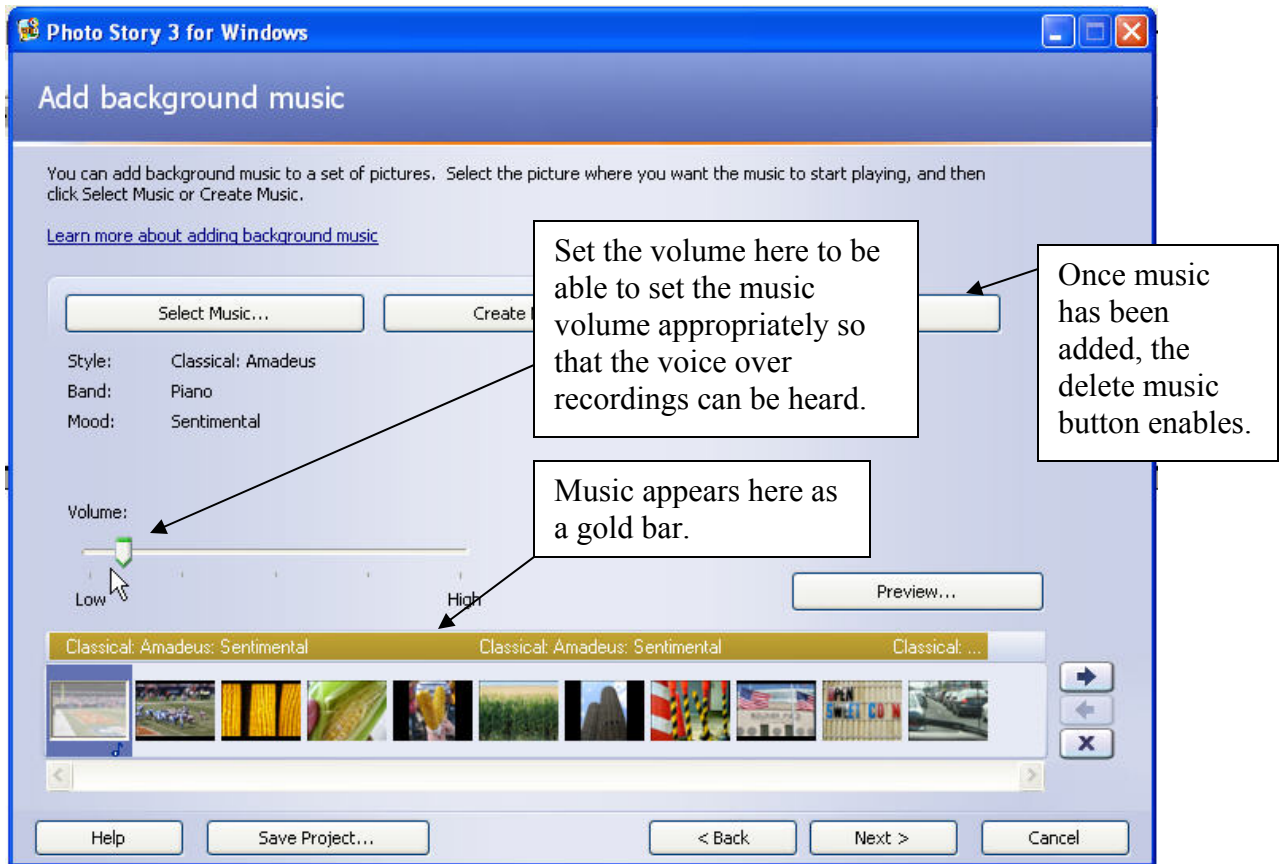 Photo Story 3 for Windows
Add background music
You can add background music to a set of pictures. Select the picture where you want the music to start playing, and then
click Select Music or Create Music.
Learn more about adding background music
Set the volume here to be
able to set the music
volume appropriately so
that the voice over
recordings can be heard.
Once music
has been
added, the
delete music
button enables.
Select Music...
Create
Style: Classical: Amadeus
Band: Piano
Mood: Sentimental
Music appears here as
a gold bar.
Volume:
Low High
Preview...
Classical: Amadeus: Sentimental Classical: Amadeus: Sentimental Classical: ...
SWEET CORN
Help Save Project... < Back Next > Cancel